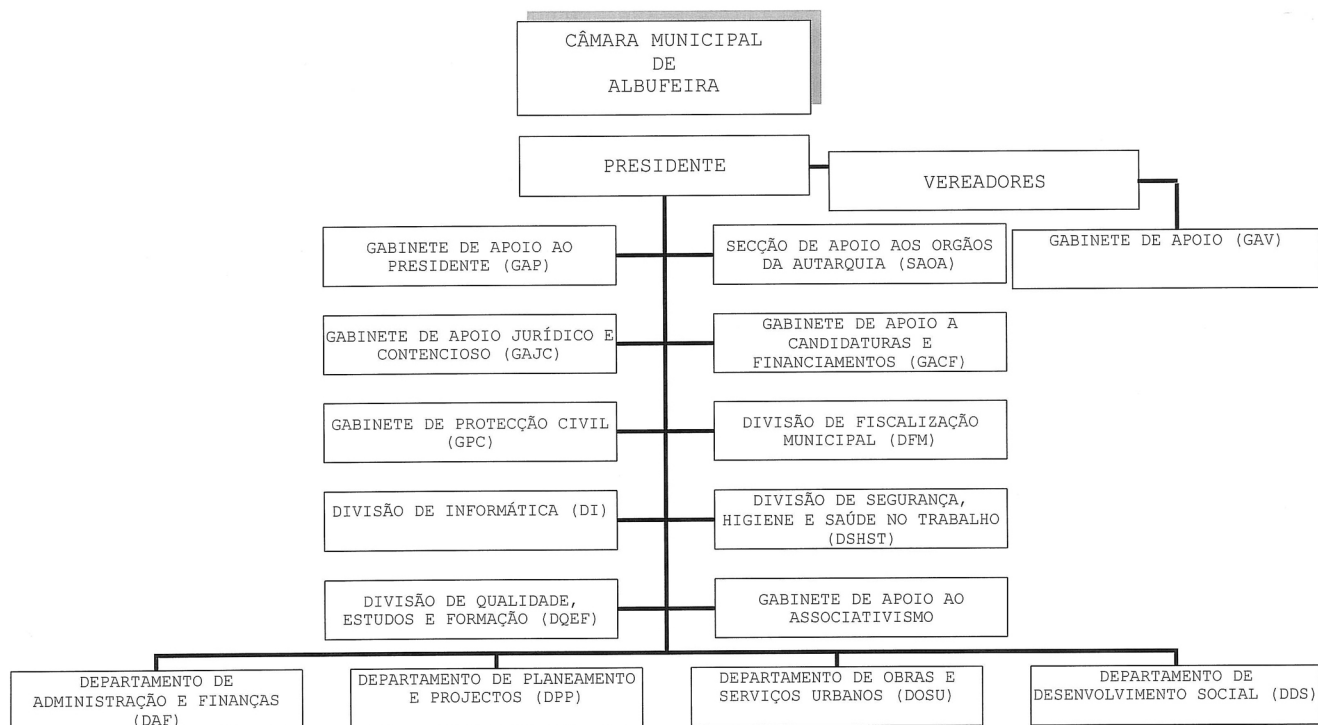 CÂMARA MUNICIPAL
DE
ALBUFEIRA
PRESIDENTE
VEREADORES
GABINETE DE APOIO AO
PRESIDENTE (GAP)
SECÇÃO DE APOIO AOS ORGÃOS
DA AUTARQUIA (SAOA)
GABINETE DE APOIO (GAV)
GABINETE DE APOIO JURÍDICO E
CONTENCIOSO (GAJC)
GABINETE DE APOIO A
CANDIDATURAS E
FINANCIAMENTOS (GACF)
GABINETE DE PROTECÇÃO CIVIL
(GPC)
DIVISÃO DE FISCALIZAÇÃO
MUNICIPAL (DFM)
DIVISÃO DE INFORMÁTICA (DI)
DIVISÃO DE SEGURANÇA,
HIGIENE E SAÚDE NO TRABALHO
(DSHST)
DIVISÃO DE QUALIDADE,
ESTUDOS E FORMAÇÃO (DQEF)
GABINETE DE APOIO AO
ASSOCIATIVISMO
DEPARTAMENTO DE
ADMINISTRAÇÃO E FINANÇAS
(DAF)
DEPARTAMENTO DE PLANEAMENTO
E PROJECTOS (DPP)
DEPARTAMENTO DE OBRAS E
SERVIÇOS URBANOS (DOSU)
DEPARTAMENTO DE
DESENVOLVIMENTO SOCIAL (DDS)